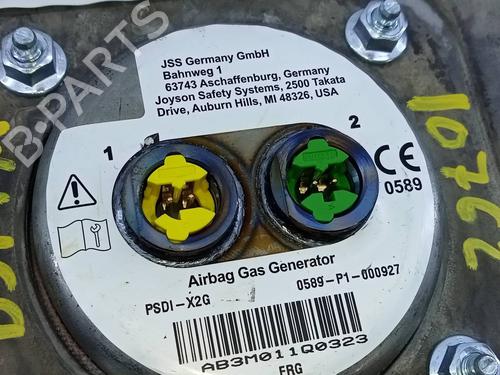 JSS Germany GmbH
Bahnweg 1
63743 Aschaffenburg, Germany
Joyson Safety Systems, 2500 Takata
Drive, Auburn Hills, MI 48326, USA
B-PARTS
1
2
CE
0589
Airbag Gas Generator
PSDI-X2G
0589-P1-000927
AB3M011Q0323
FRG